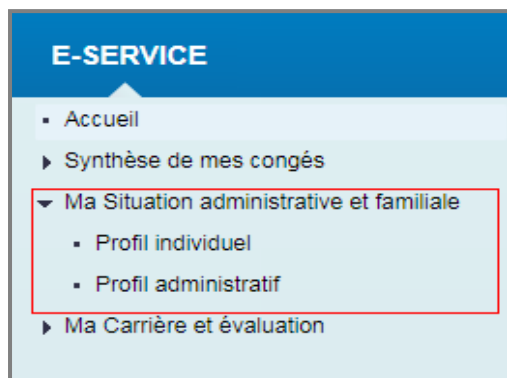 E-SERVICE
Accueil
Synthèse de mes congés
Ma Situation administrative et familiale
Profil individuel
Profil administratif
Ma Carrière et évaluation